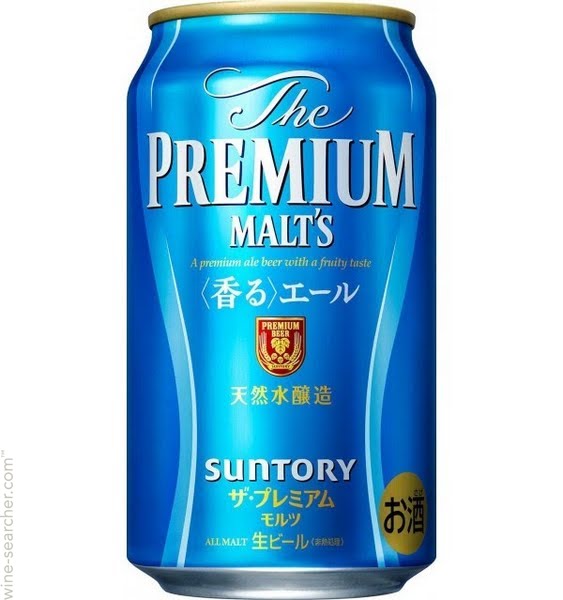 The
PREMIUM
MALT'S
A premium ale beer with a fruity taste
〈香る〉エール
PREMIUM
BEER
SUNTORY
天然水醸造
SUNTORY
ザ・プレミアム
モルツ
ALL MALT 生ビール〈非熱処理〉
お酒
wine-searcher.com™